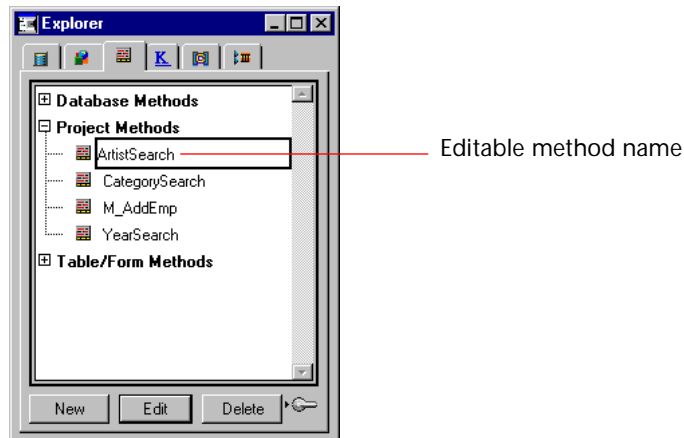 Explorer
K
Database Methods
Project Methods
ArtistSearch
Editable method name
CategorySearch
M_AddEmp
YearSearch
Table/Form Methods
New Edit Delete